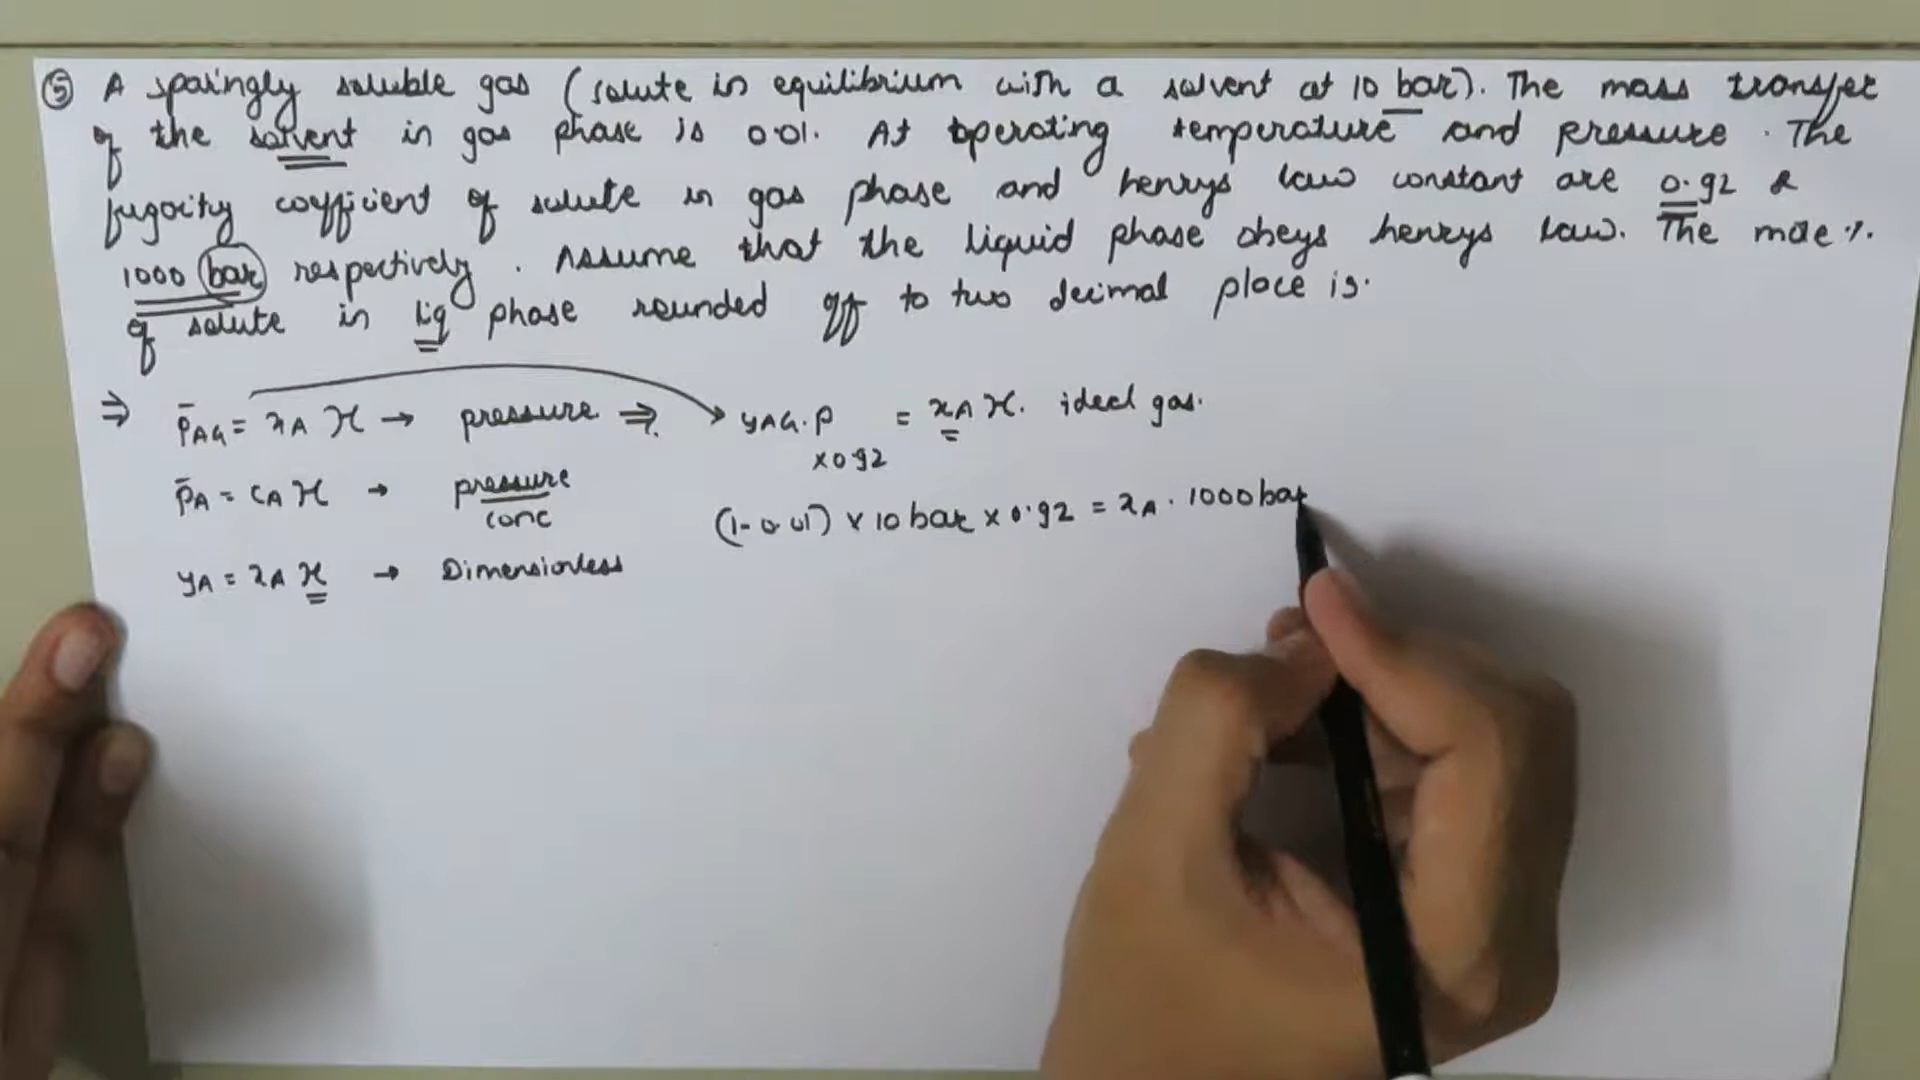 ⑤ A sparingly soluble gas (solute in equilibrium with a solvent at 10 bar). The mass transfer
of the solvent in gas phase is 0.01. At operating temperature and pressure. The
fugacity coefficient of solute in gas phase and henrys law constant are 0.92 &
1000 bar respectively. Assume that the liquid phase obeys henrys law. The mole %.
of solute in liq phase rounded off to two decimal place is.
⇒ p̄AG = xA H → pressure ⇒ yAG.P = xA H. ideal gas.
x 0.92
p̄A = CA H → pressure/conc
(1-0.01) x 10 bar x 0.92 = xA . 1000 bar
yA = xA H → Dimensionless